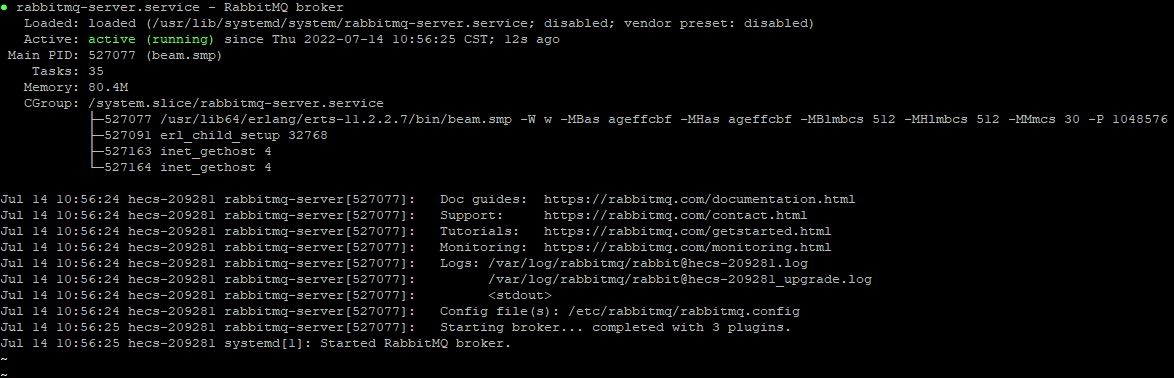 ● rabbitmq-server.service - RabbitMQ broker
   Loaded: loaded (/usr/lib/systemd/system/rabbitmq-server.service; disabled; vendor preset: disabled)
   Active: active (running) since Thu 2022-07-14 10:56:25 CST; 12s ago
 Main PID: 527077 (beam.smp)
    Tasks: 35
   Memory: 80.4M
   CGroup: /system.slice/rabbitmq-server.service
           ├─527077 /usr/lib64/erlang/erts-11.2.2.7/bin/beam.smp -W w -MBas ageffcbf -MHas ageffcbf -MBlmbcs 512 -MHlmbcs 512 -MMmcs 30 -P 1048576
           ├─527091 erl_child_setup 32768
           ├─527163 inet_gethost 4
           └─527164 inet_gethost 4

Jul 14 10:56:24 hecs-209281 rabbitmq-server[527077]:   Doc guides:  https://rabbitmq.com/documentation.html
Jul 14 10:56:24 hecs-209281 rabbitmq-server[527077]:   Support:     https://rabbitmq.com/contact.html
Jul 14 10:56:24 hecs-209281 rabbitmq-server[527077]:   Tutorials:   https://rabbitmq.com/getstarted.html
Jul 14 10:56:24 hecs-209281 rabbitmq-server[527077]:   Monitoring:  https://rabbitmq.com/monitoring.html
Jul 14 10:56:24 hecs-209281 rabbitmq-server[527077]:   Logs: /var/log/rabbitmq/rabbit@hecs-209281.log
Jul 14 10:56:24 hecs-209281 rabbitmq-server[527077]:         /var/log/rabbitmq/rabbit@hecs-209281_upgrade.log
Jul 14 10:56:24 hecs-209281 rabbitmq-server[527077]:         <stdout>
Jul 14 10:56:24 hecs-209281 rabbitmq-server[527077]:   Config file(s): /etc/rabbitmq/rabbitmq.config
Jul 14 10:56:25 hecs-209281 rabbitmq-server[527077]:   Starting broker... completed with 3 plugins.
Jul 14 10:56:25 hecs-209281 systemd[1]: Started RabbitMQ broker.
~
~